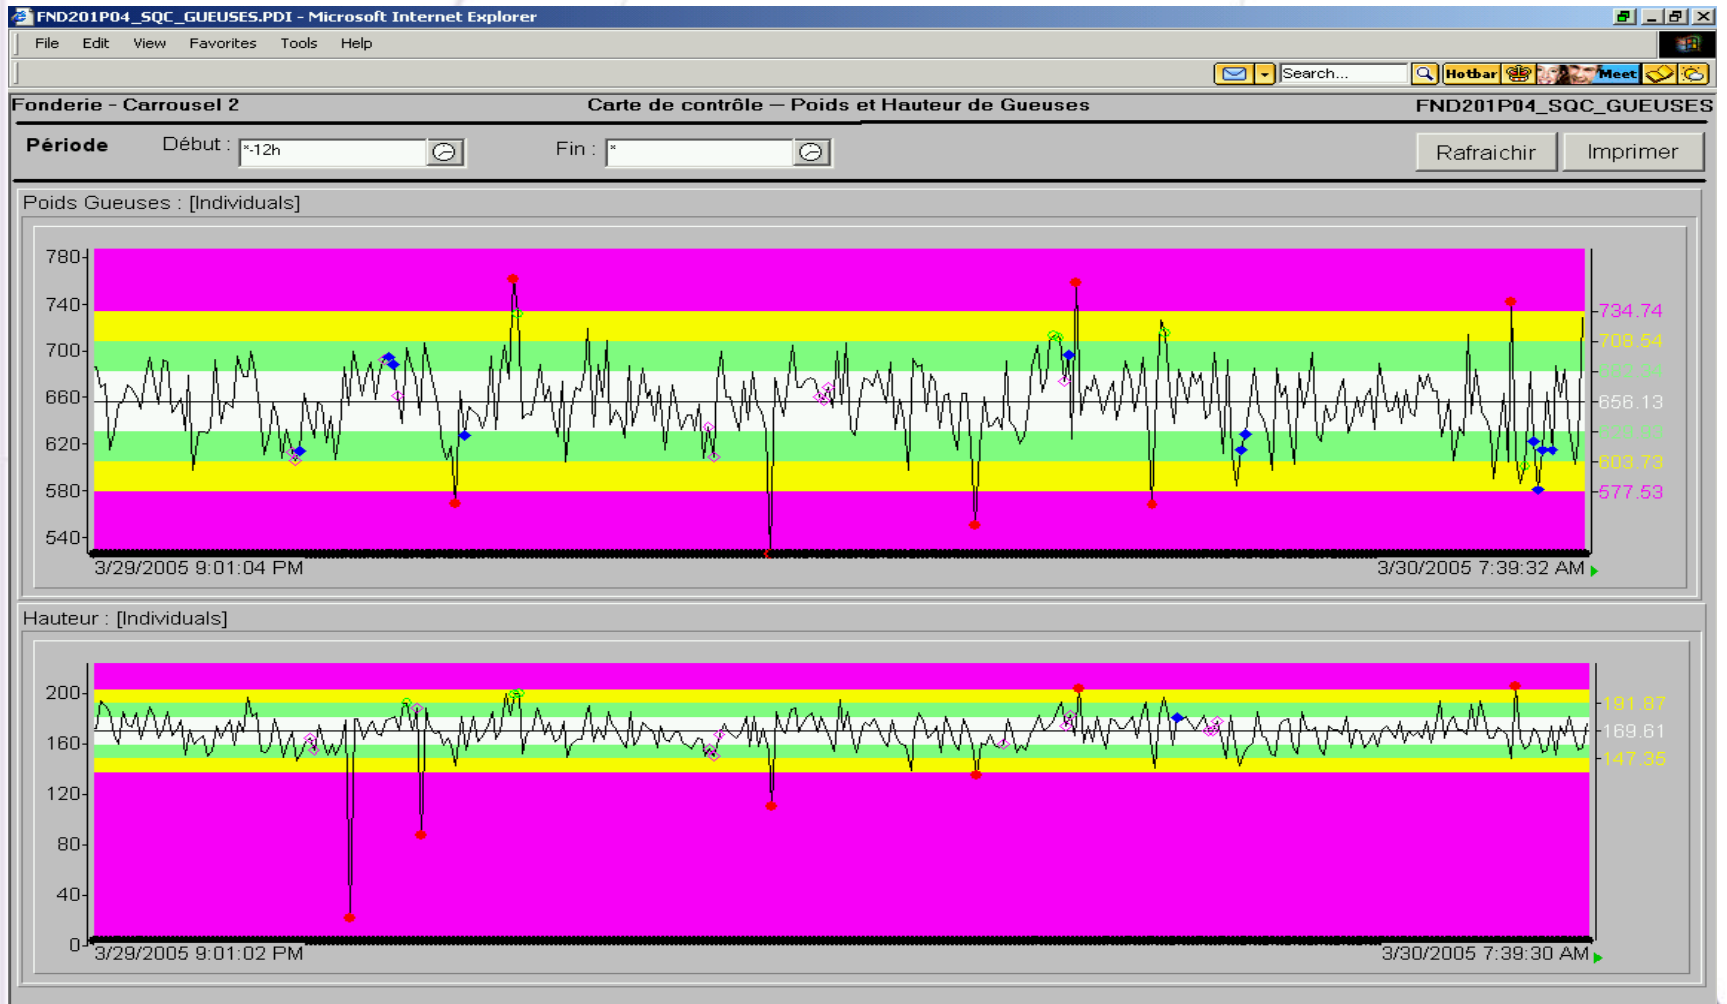 FND201P04_SQC_GUEUSES.PDI - Microsoft Internet Explorer
File Edit View Favorites Tools Help
Search... Hotbar Meet
Fonderie - Carrousel 2 Carte de contrôle – Poids et Hauteur de Gueuses FND201P04_SQC_GUEUSES
Période Début : *-12h Fin : * Rafraichir Imprimer
Poids Gueuses : [Individuals]
780
740
734.74
708.54
700
682.34
660
656.13
629.93
620
603.73
580
577.53
540
3/29/2005 9:01:04 PM 3/30/2005 7:39:32 AM
Hauteur : [Individuals]
200
191.87
169.61
160
147.35
120
80
40
0
3/29/2005 9:01:02 PM 3/30/2005 7:39:30 AM